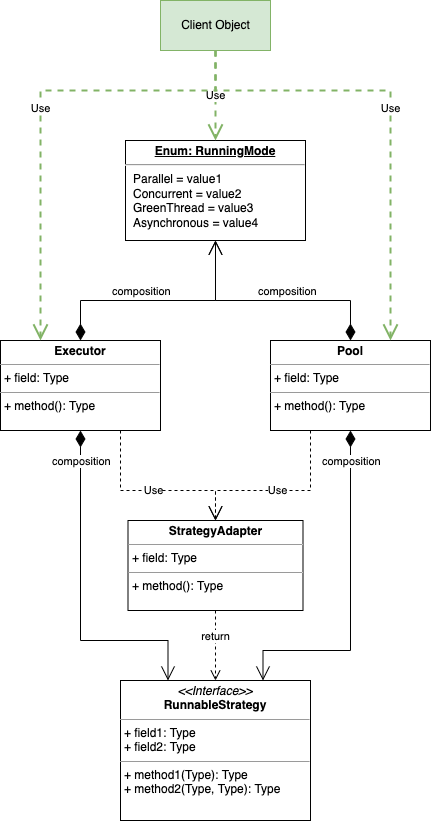 Client Object
Use
Use
Use
Enum: RunningMode
Parallel = value1
Concurrent = value2
GreenThread = value3
Asynchronous = value4
composition
composition
Executor
+ field: Type
+ method(): Type
Pool
+ field: Type
+ method(): Type
composition
composition
Use
Use
StrategyAdapter
+ field: Type
+ method(): Type
return
<<Interface>>
RunnableStrategy
+ field1: Type
+ field2: Type
+ method1(Type): Type
+ method2(Type, Type): Type